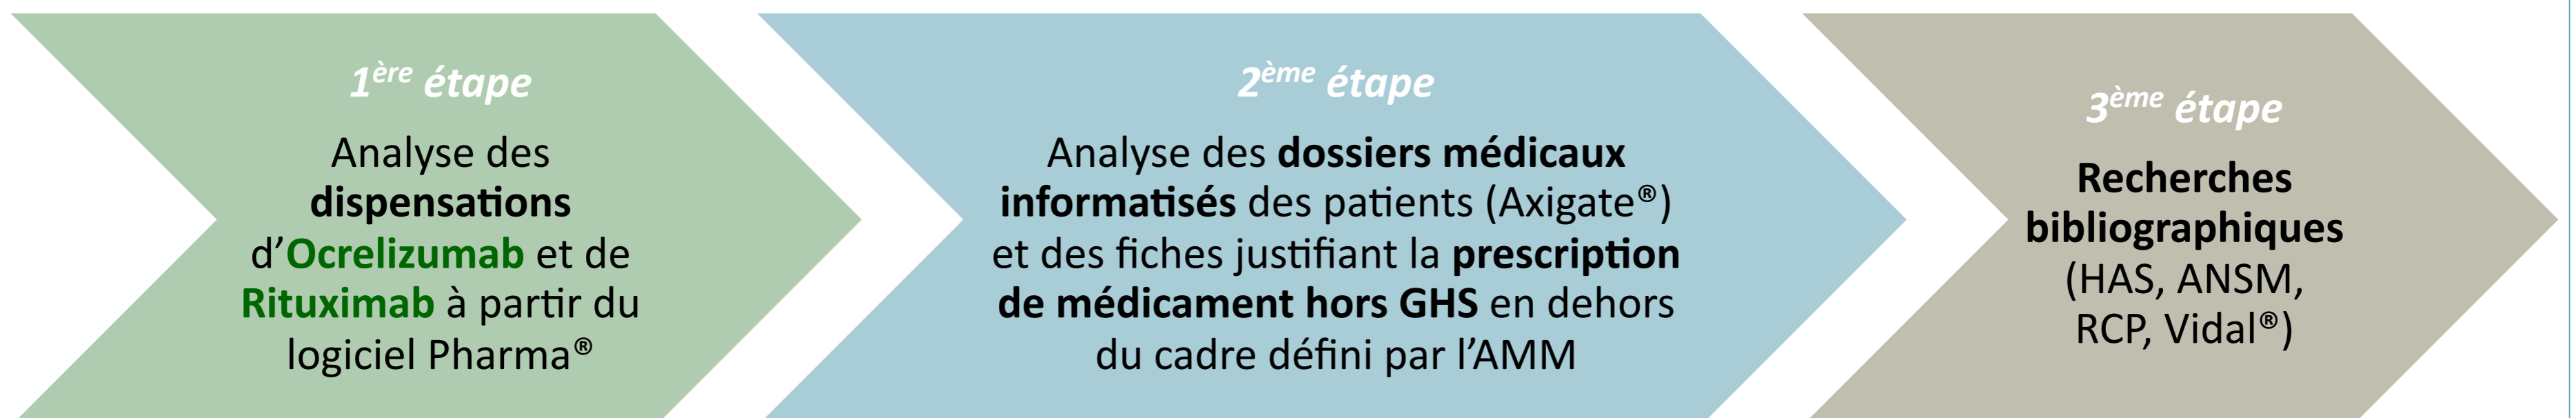 1ère étape
Analyse des
dispensations
d’Ocrelizumab et de
Rituximab à partir du
logiciel Pharma®
2ème étape
Analyse des dossiers médicaux
informatisés des patients (Axigate®)
et des fiches justifiant la prescription
de médicament hors GHS en dehors
du cadre défini par l’AMM
3ème étape
Recherches
bibliographiques
(HAS, ANSM,
RCP, Vidal®)